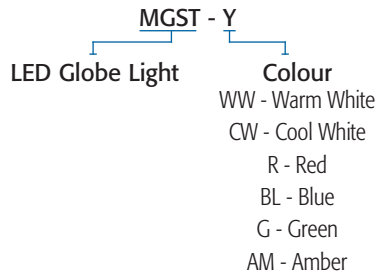 MGST - Y
LED Globe Light
Colour
WW - Warm White
CW - Cool White
R - Red
BL - Blue
G - Green
AM - Amber